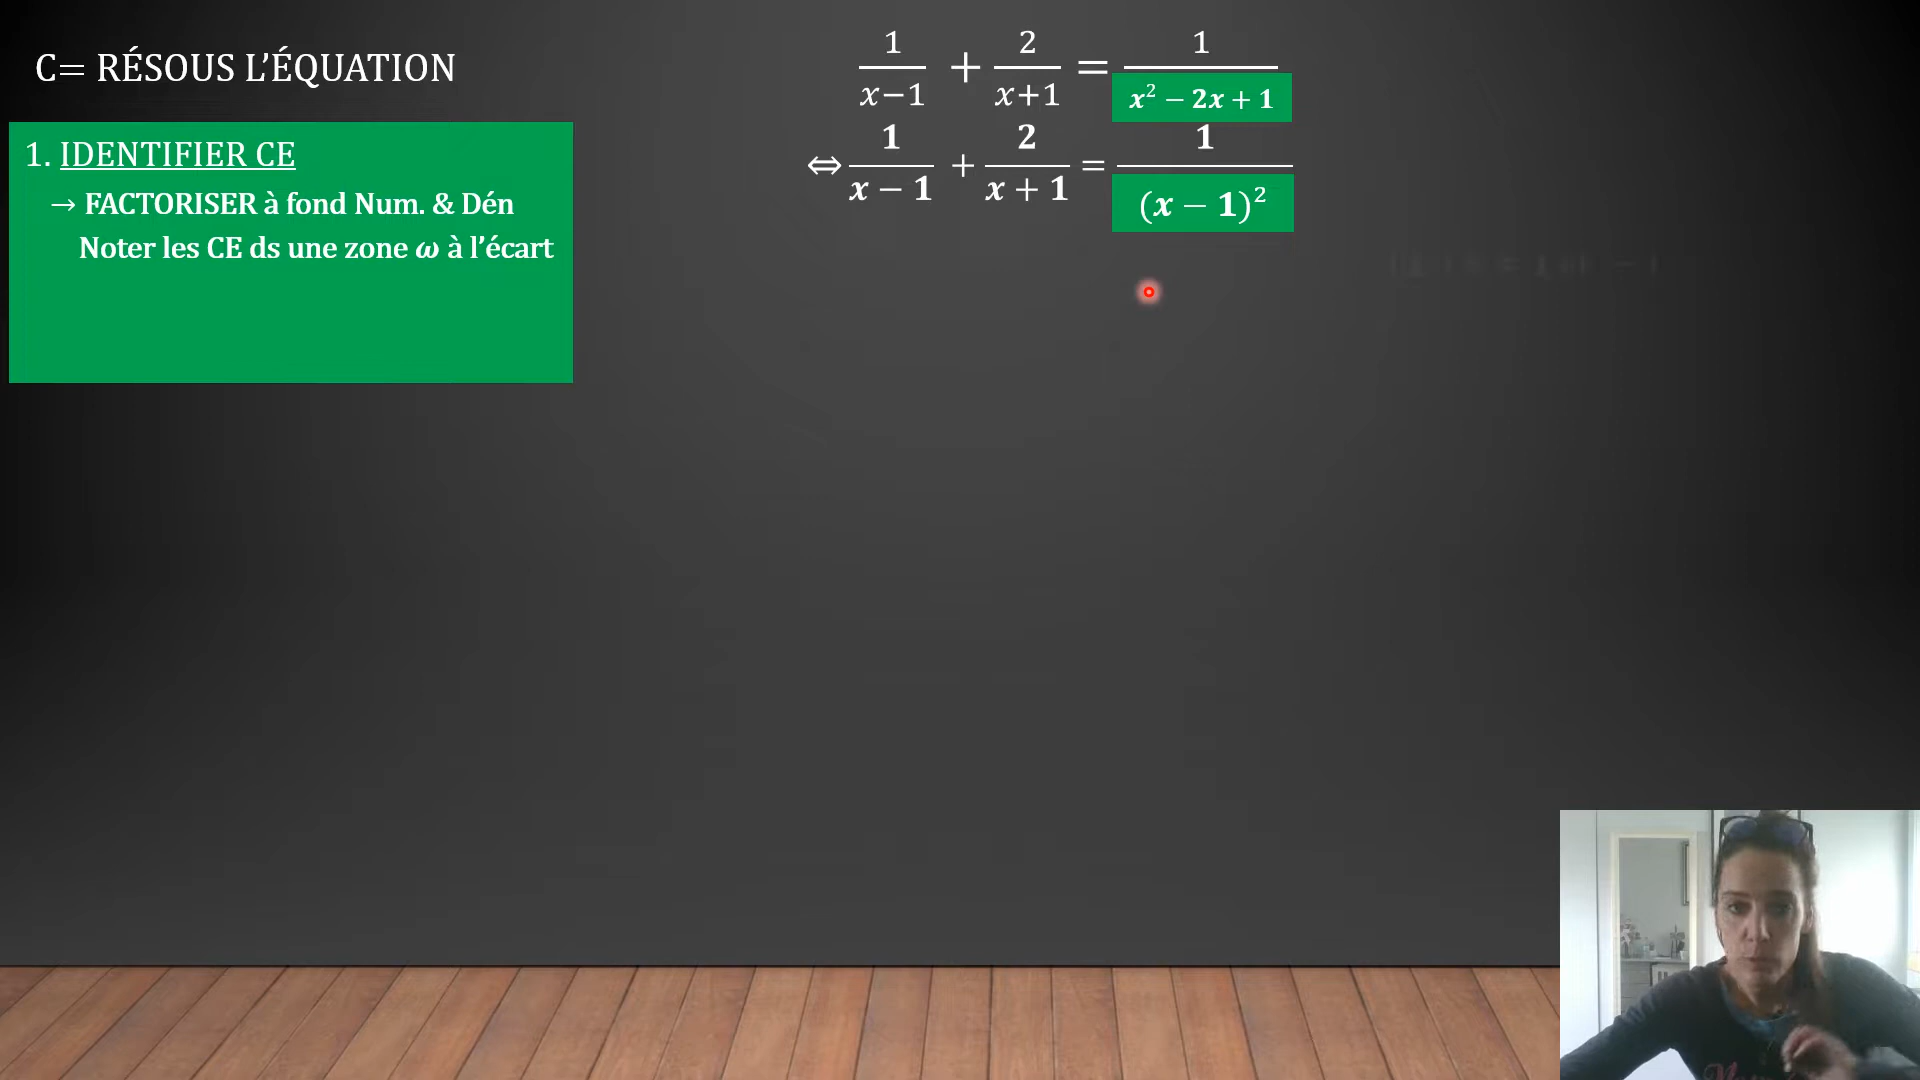 C= RÉSOUS L’ÉQUATION
1/(x−1) + 2/(x+1) = 1/(x² − 2x + 1)
⇔ 1/(x − 1) + 2/(x + 1) = 1/(x − 1)²
1. IDENTIFIER CE
→ FACTORISER à fond Num. & Dén
Noter les CE ds une zone ω à l’écart